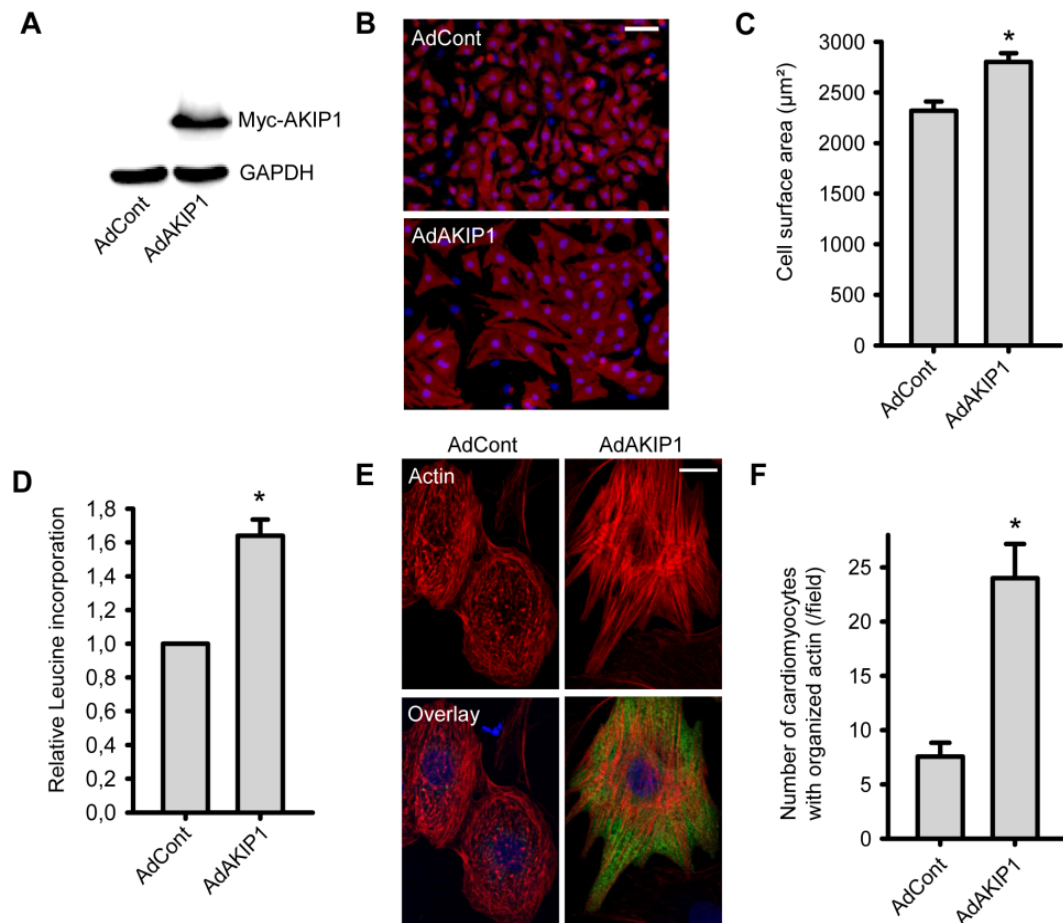 A
Myc-AKIP1
GAPDH
AdCont
AdAKIP1
B
AdCont
AdAKIP1
C
Cell surface area (µm²)
3000
2500
2000
1500
1000
500
0
*
AdCont
AdAKIP1
D
Relative Leucine incorporation
1,8
1,6
1,4
1,2
1,0
0,8
0,6
0,4
0,2
0,0
*
AdCont
AdAKIP1
E
AdCont
AdAKIP1
Actin
Overlay
F
Number of cardiomyocytes
with organized actin (/field)
25
20
15
10
5
0
*
AdCont
AdAKIP1